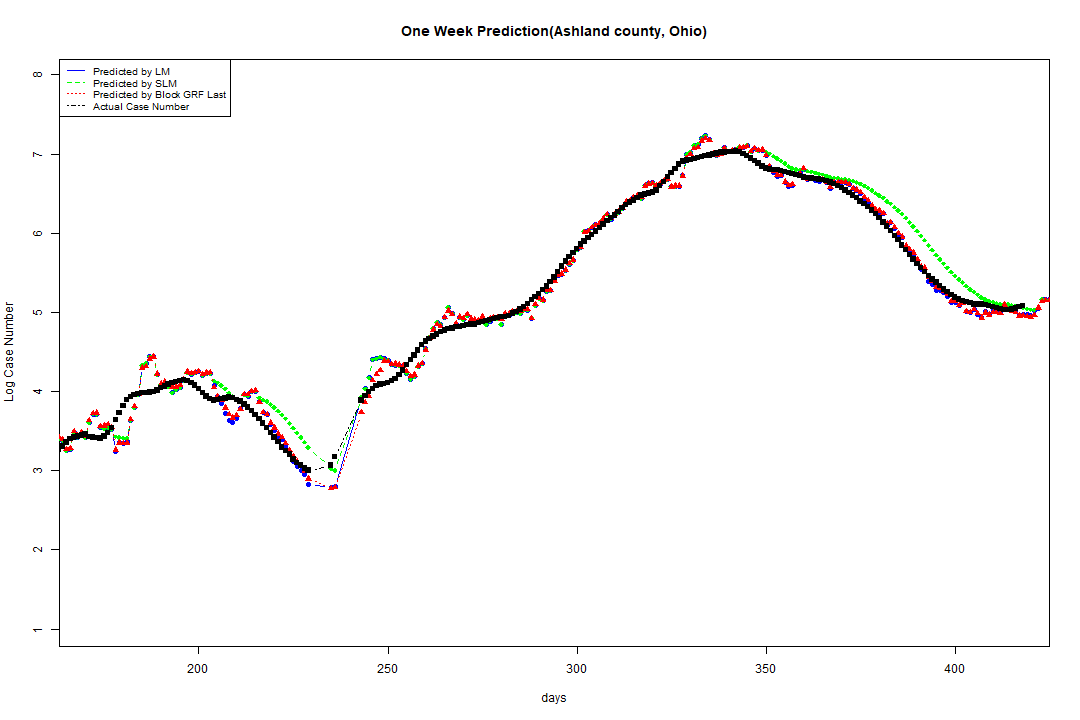 One Week Prediction(Ashland county, Ohio)
Predicted by LM
Predicted by SLM
Predicted by Block GRF Last
Actual Case Number
8
7
6
5
4
3
2
1
Log Case Number
200 250 300 350 400
days